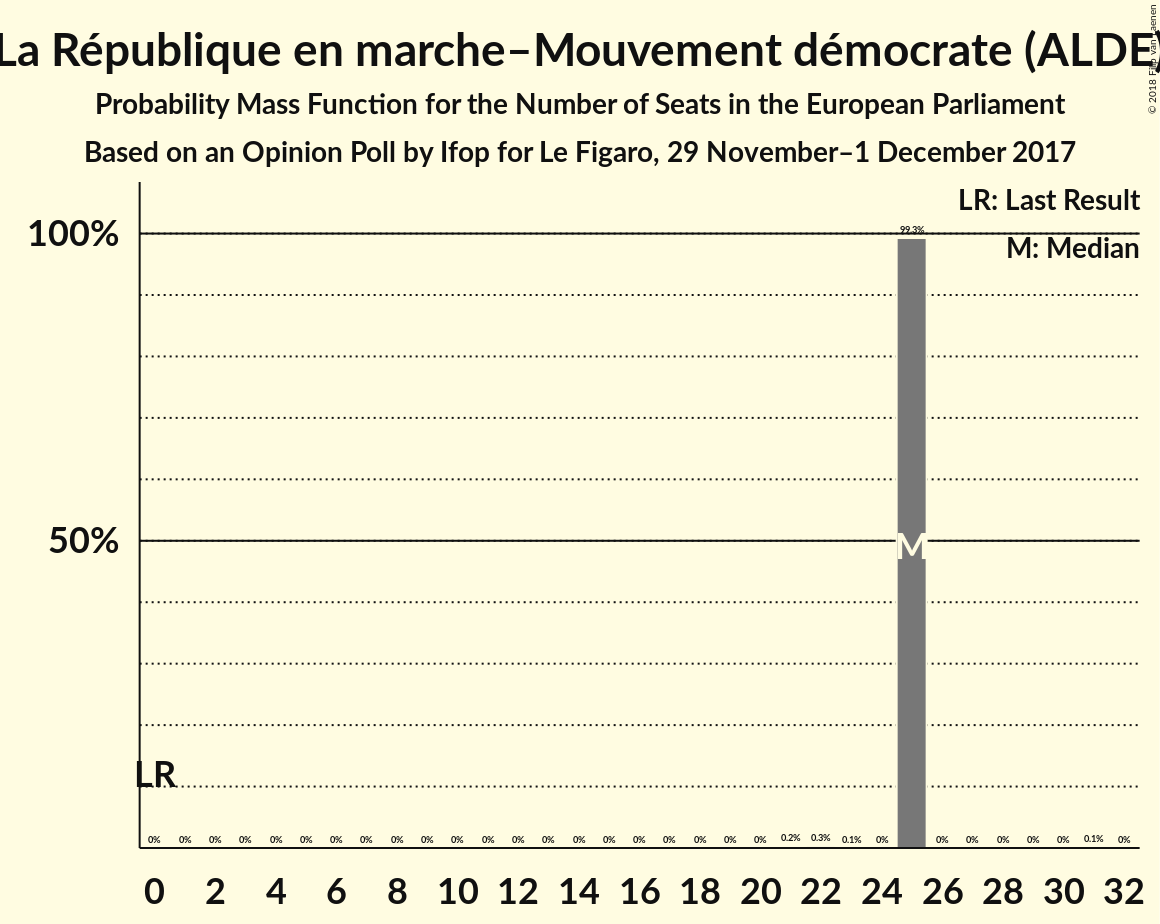 La République en marche–Mouvement démocrate (ALDE)
© 2018 Filip van Laenen
Probability Mass Function for the Number of Seats in the European Parliament
Based on an Opinion Poll by Ifop for Le Figaro, 29 November–1 December 2017
LR: Last Result
M: Median
100%
99.3%
50%
M
LR
0% 0% 0% 0% 0% 0% 0% 0% 0% 0% 0% 0% 0% 0% 0% 0% 0% 0% 0% 0% 0% 0.2% 0.3% 0.1% 0% 0% 0% 0% 0% 0% 0.1% 0%
0 2 4 6 8 10 12 14 16 18 20 22 24 26 28 30 32